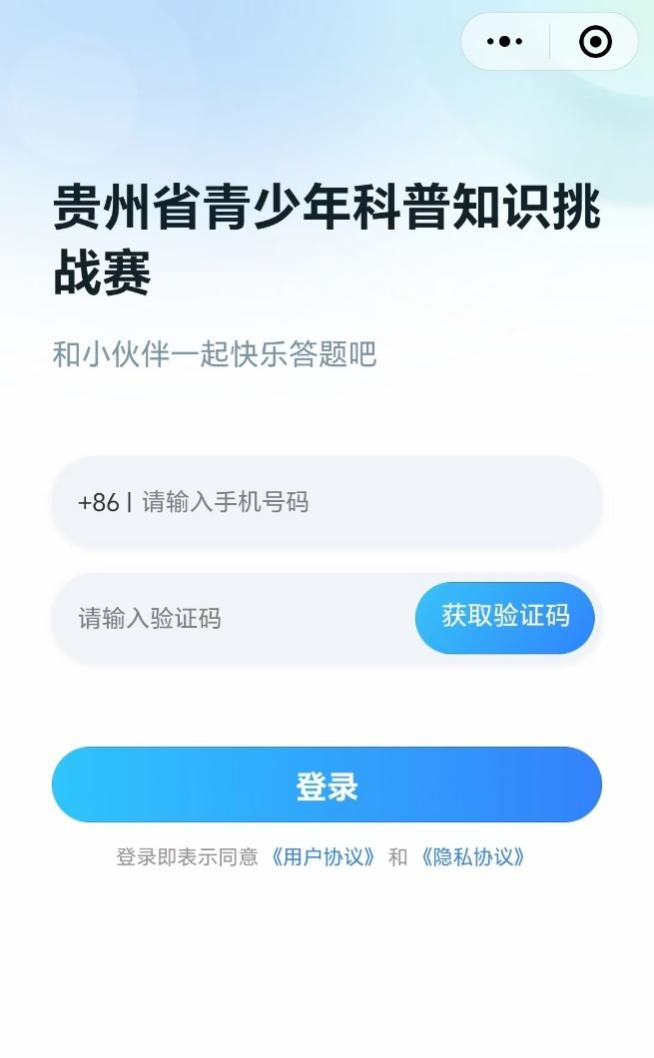 贵州省青少年科普知识挑
战赛
和小伙伴一起快乐答题吧
+86 | 请输入手机号码
请输入验证码 获取验证码
登录
登录即表示同意 《用户协议》 和 《隐私协议》